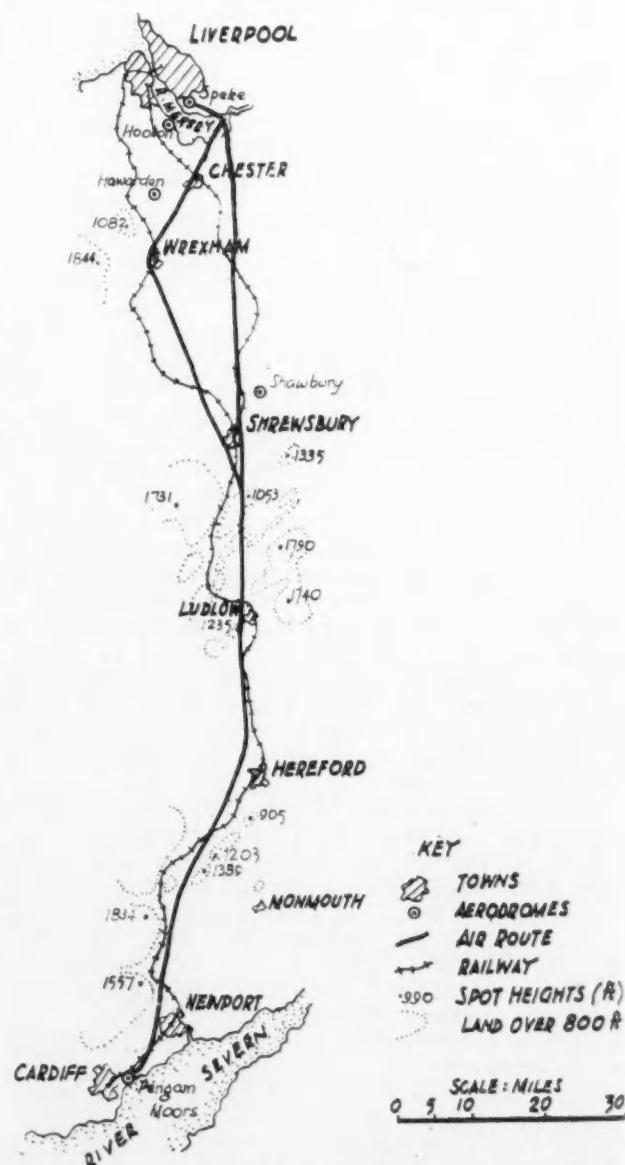 LIVERPOOL
Speke
R. MERSEY
Hooton
CHESTER
Hawarden
1082
WREXHAM
1844
Shawbury
SHREWSBURY
1335
1731
1053
1790
1740
LUDLOW
1235
HEREFORD
905
1203
1389
MONMOUTH
1834
1557
NEWPORT
CARDIFF
Pengam
Moors
RIVER SEVERN
KEY
TOWNS
AERODROMES
AIR ROUTE
RAILWAY
.990 SPOT HEIGHTS (ft)
LAND OVER 800 ft
SCALE: MILES
0 5 10 20 30